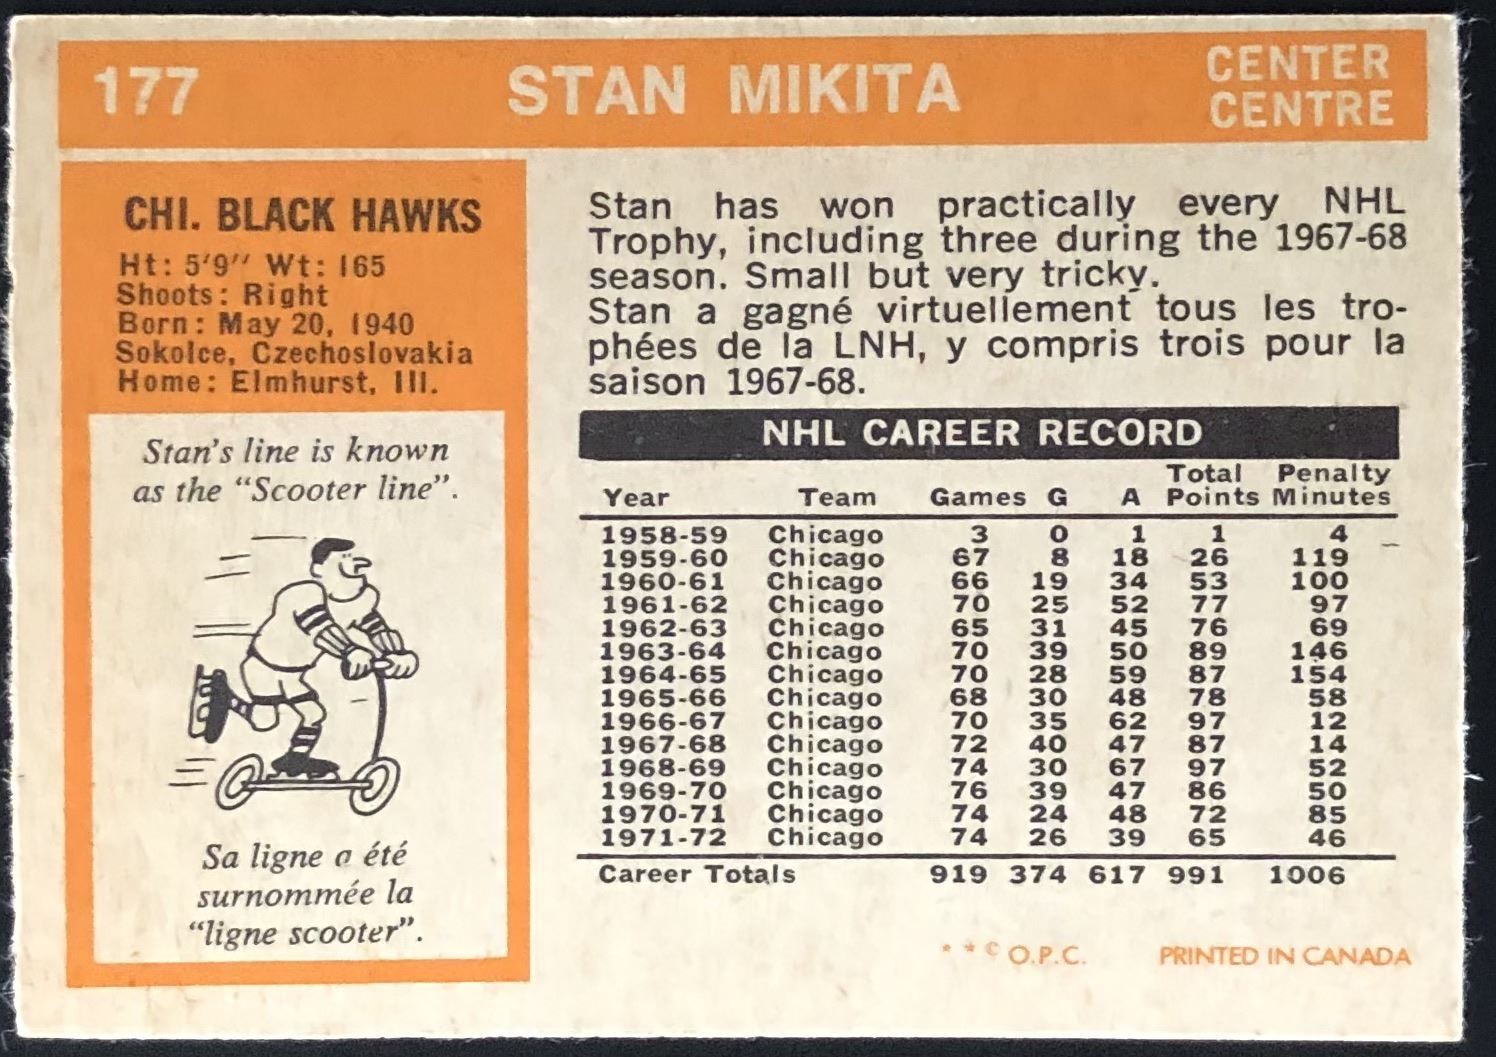 177 STAN MIKITA CENTER
CENTRE
CHI. BLACK HAWKS
Ht: 5'9" Wt: 165
Shoots: Right
Born: May 20, 1940
Sokolce, Czechoslovakia
Home: Elmhurst, Ill.
Stan's line is known
as the "Scooter line".
Sa ligne a été
surnommée la
"ligne scooter".
Stan has won practically every NHL
Trophy, including three during the 1967-68
season. Small but very tricky.
Stan a gagné virtuellement tous les tro-
phées de la LNH, y compris trois pour la
saison 1967-68.
NHL CAREER RECORD
Total Penalty
Year Team Games G A Points Minutes
1958-59 Chicago 3 0 1 1 4
1959-60 Chicago 67 8 18 26 119
1960-61 Chicago 66 19 34 53 100
1961-62 Chicago 70 25 52 77 97
1962-63 Chicago 65 31 45 76 69
1963-64 Chicago 70 39 50 89 146
1964-65 Chicago 70 28 59 87 154
1965-66 Chicago 68 30 48 78 58
1966-67 Chicago 70 35 62 97 12
1967-68 Chicago 72 40 47 87 14
1968-69 Chicago 74 30 67 97 52
1969-70 Chicago 76 39 47 86 50
1970-71 Chicago 74 24 48 72 85
1971-72 Chicago 74 26 39 65 46
Career Totals 919 374 617 991 1006
* * © O.P.C. PRINTED IN CANADA